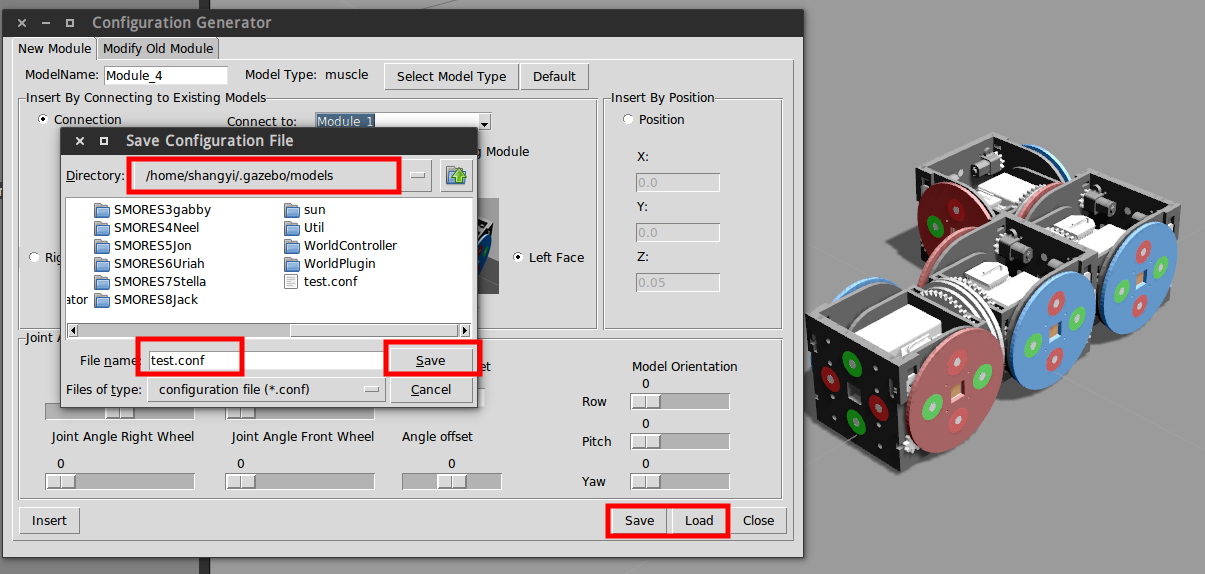 Configuration Generator
New Module Modify Old Module
ModelName: Module_4 Model Type: muscle Select Model Type Default
Insert By Connecting to Existing Models Insert By Position
Connection Connect to: Module_1 Position
Save Configuration File
Module
Directory: /home/shangyi/.gazebo/models
X:
0.0
SMORES3gabby sun
SMORES4Neel Util
Y:
SMORES5Jon WorldController
0.0
SMORES6Uriah WorldPlugin
Left Face
Z:
SMORES7Stella test.conf
0.05
ator SMORES8Jack
Joint A
File name: test.conf Save
Model Orientation
Files of type: configuration file (*.conf) Cancel
0
Row
0
Joint Angle Right Wheel Joint Angle Front Wheel Angle offset
Pitch
0 0 0 0
Yaw
Insert Save Load Close